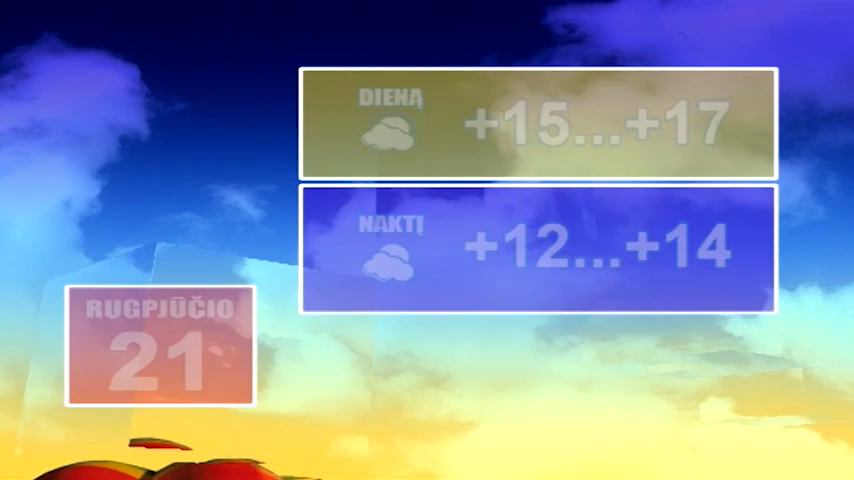 DIENĄ
+15...+17
NAKTĮ
+12...+14
RUGPJŪČIO
21